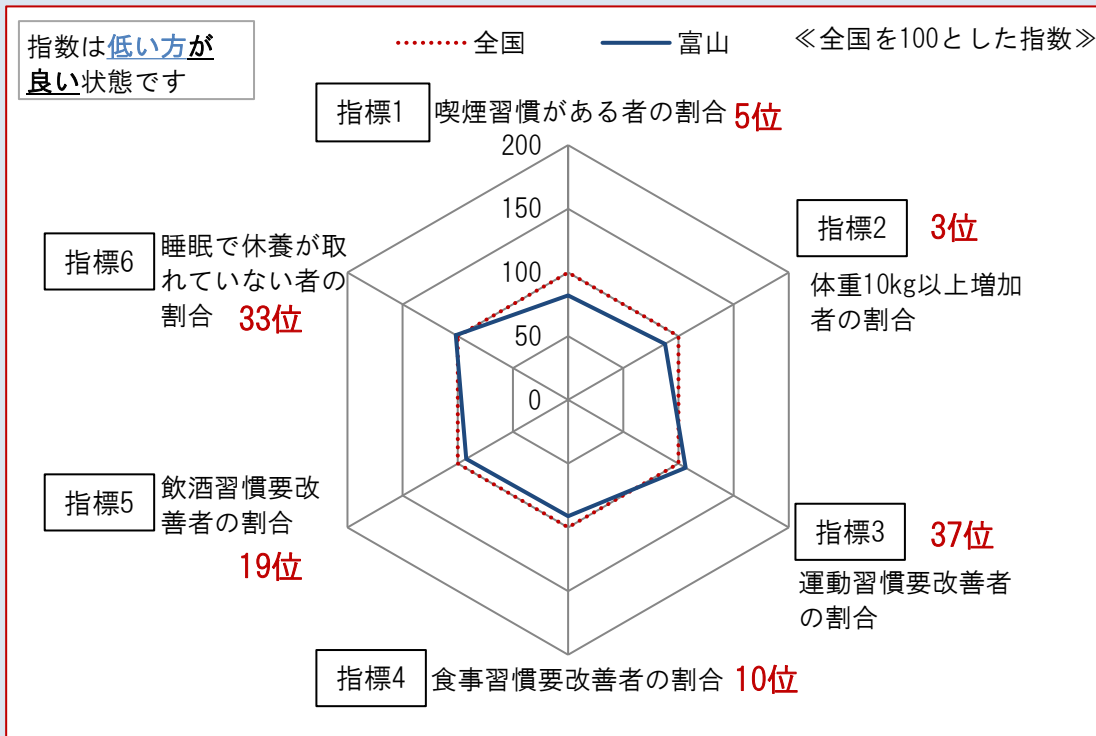 指数は低い方が
良い状態です
全国
富山
≪全国を100とした指数≫
指標1
喫煙習慣がある者の割合
5位
200
150
100
50
0
指標2
3位
体重10kg以上増加
者の割合
指標3
37位
運動習慣要改善者
の割合
指標4
食事習慣要改善者の割合
10位
指標5
飲酒習慣要改
善者の割合
19位
指標6
睡眠で休養が取
れていない者の
割合
33位